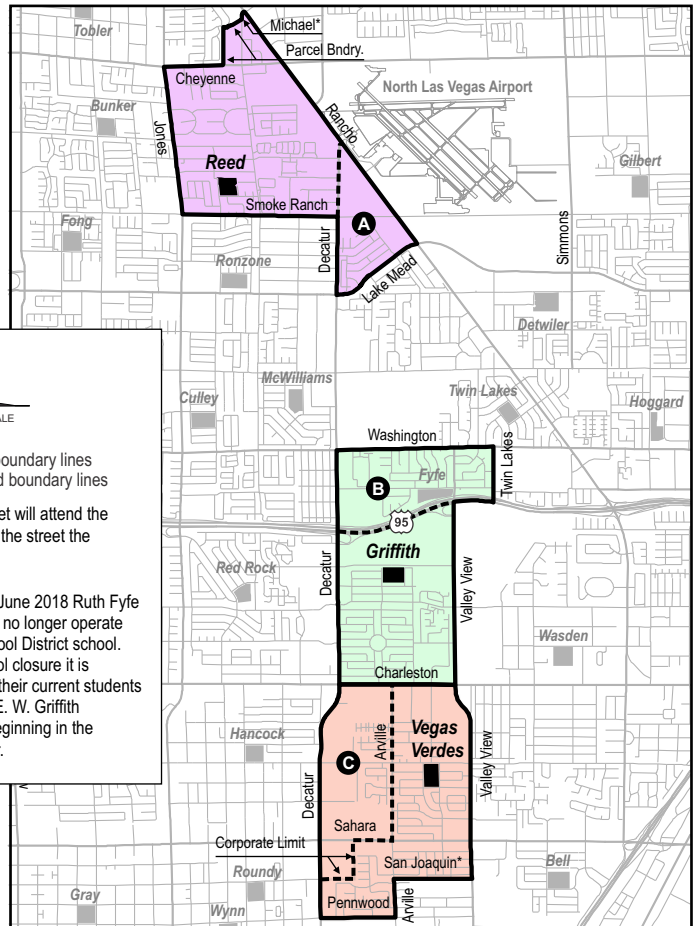 Tobler
Michael*
Parcel Bndry.
Cheyenne
North Las Vegas Airport
Bunker
Jones
Rancho
Reed
Gilbert
Smoke Ranch
A
Fong
Decatur
Simmons
Ronzone
Lake Mead
Detwiler
McWilliams
Twin Lakes
Culley
Hoggard
ALE
Washington
Twin Lakes
oundary lines
d boundary lines
Fyfe
B
et will attend the
the street the
95
Griffith
Decatur
Valley View
Red Rock
June 2018 Ruth Fyfe
no longer operate
ool District school.
ol closure it is
their current students
E. W. Griffith
eginning in the
r.
Wasden
Charleston
Vegas
Verdes
Arville
Hancock
C
Decatur
Valley View
Sahara
Corporate Limit
San Joaquin*
Roundy
Bell
Pennwood
Arville
Gray
Wynn